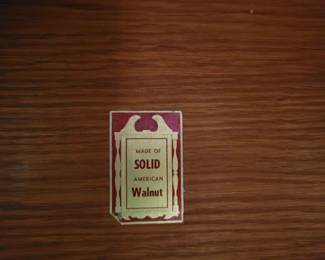 MADE OF
SOLID
AMERICAN
Walnut